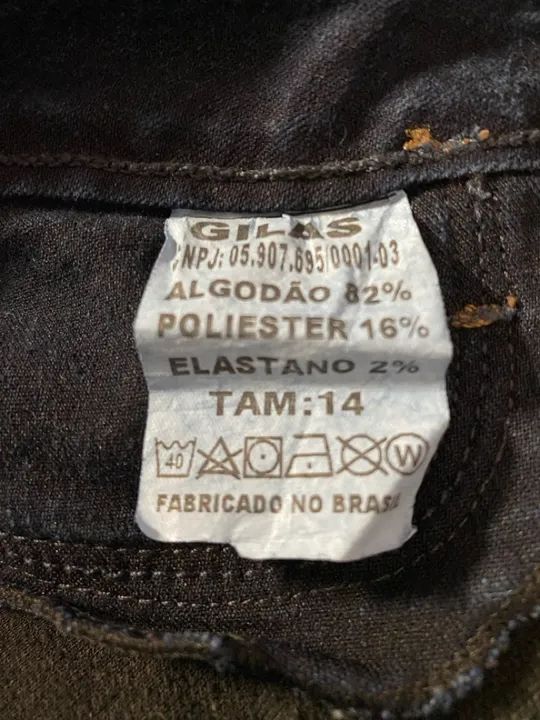 GILAS
CNPJ: 05.907.695/0001-03
ALGODÃO 82%
POLIESTER 16%
ELASTANO 2%
TAM:14
40 W
FABRICADO NO BRASIL